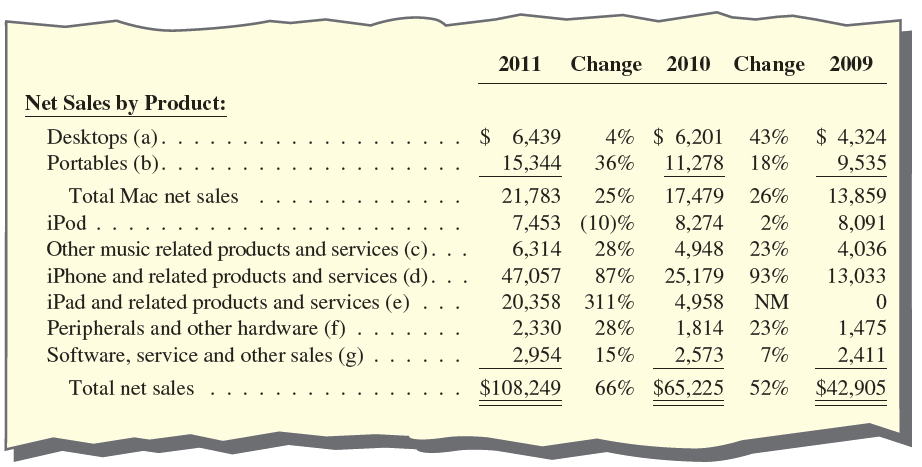 2011 Change 2010 Change 2009
Net Sales by Product:
Desktops (a). . . . . . . . . . . . . . . . . . . . $ 6,439 4% $ 6,201 43% $ 4,324
Portables (b). . . . . . . . . . . . . . . . . . . . 15,344 36% 11,278 18% 9,535
Total Mac net sales . . . . . . . . . . . . . 21,783 25% 17,479 26% 13,859
iPod . . . . . . . . . . . . . . . . . . . . . . . . 7,453 (10)% 8,274 2% 8,091
Other music related products and services (c). . . 6,314 28% 4,948 23% 4,036
iPhone and related products and services (d). . . 47,057 87% 25,179 93% 13,033
iPad and related products and services (e) . . . 20,358 311% 4,958 NM 0
Peripherals and other hardware (f) . . . . . . . 2,330 28% 1,814 23% 1,475
Software, service and other sales (g) . . . . . . 2,954 15% 2,573 7% 2,411
Total net sales . . . . . . . . . . . . . . . . $108,249 66% $65,225 52% $42,905